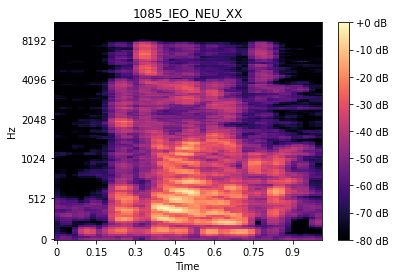 1085_IEO_NEU_XX
+0 dB
8192
-10 dB
4096
-20 dB
-30 dB
2048
Hz
-40 dB
1024
-50 dB
512
-60 dB
-70 dB
0
-80 dB
0 0.15 0.3 0.45 0.6 0.75 0.9
Time